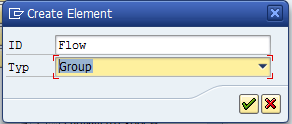 Create Element
ID Flow
Typ Group